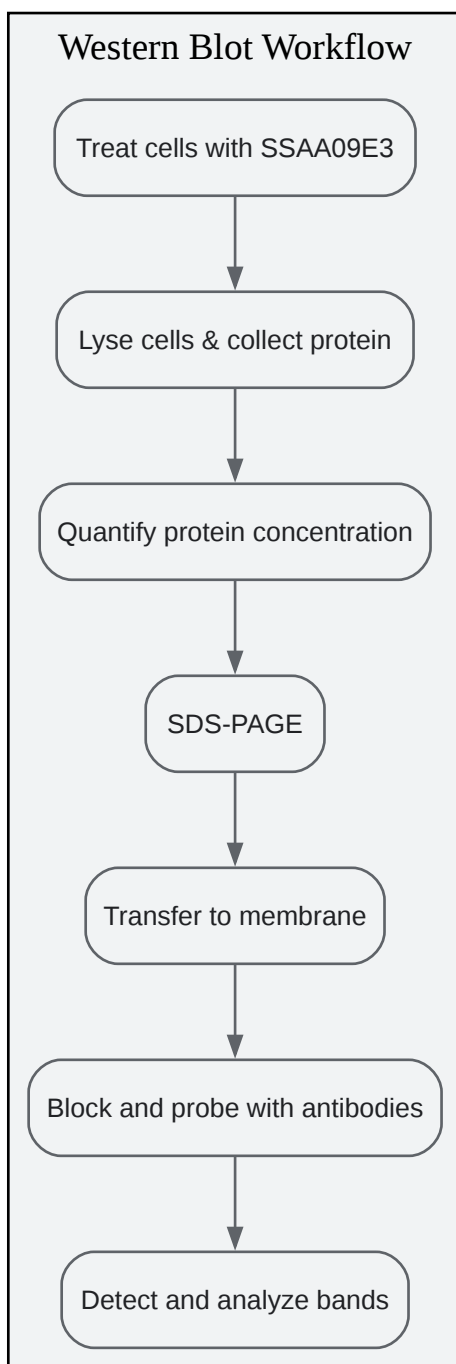 Western Blot Workflow
Treat cells with SSAA09E3
Lyse cells & collect protein
Quantify protein concentration
SDS-PAGE
Transfer to membrane
Block and probe with antibodies
Detect and analyze bands